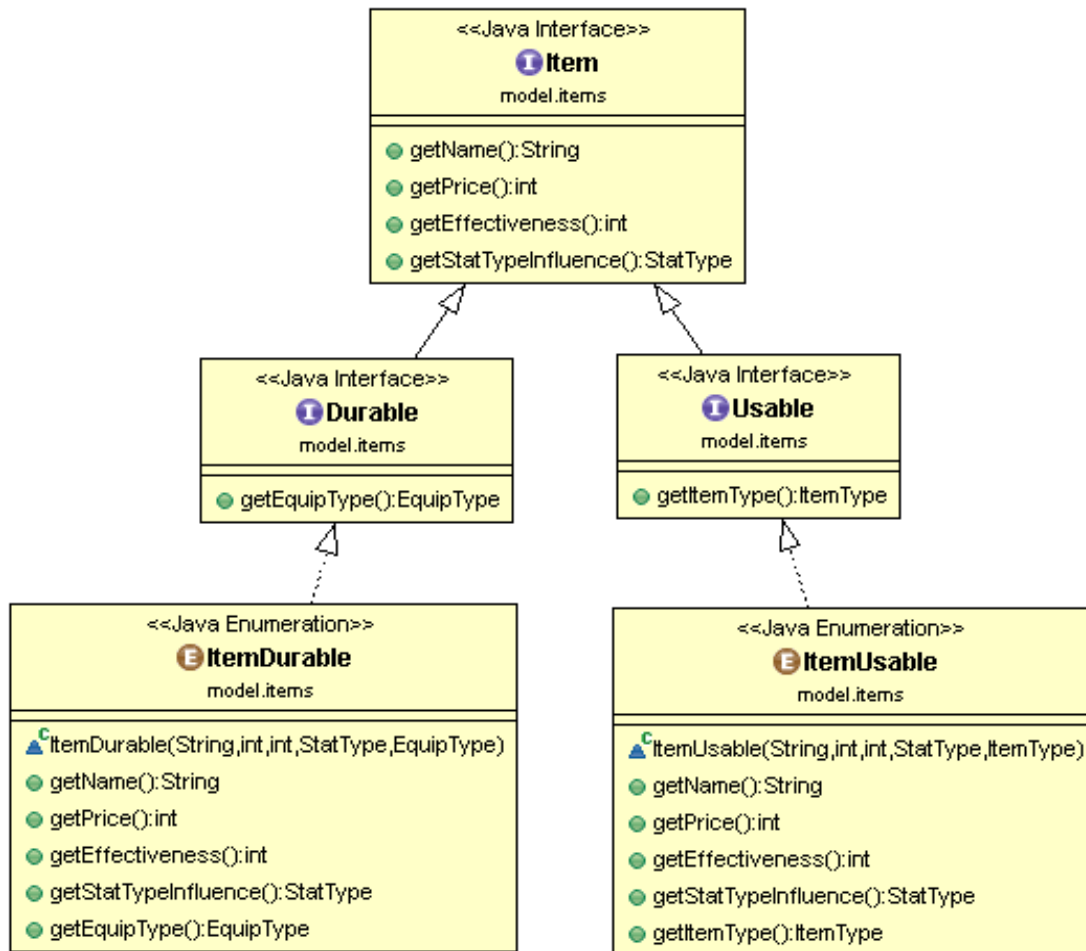 <<Java Interface>>
I Item
model.items
getName():String
getPrice():int
getEffectiveness():int
getStatTypeInfluence():StatType
<<Java Interface>>
I Durable
model.items
getEquipType():EquipType
<<Java Interface>>
I Usable
model.items
getItemType():ItemType
<<Java Enumeration>>
E ItemDurable
model.items
C ItemDurable(String,int,int,StatType,EquipType)
getName():String
getPrice():int
getEffectiveness():int
getStatTypeInfluence():StatType
getEquipType():EquipType
<<Java Enumeration>>
E ItemUsable
model.items
C ItemUsable(String,int,int,StatType,ItemType)
getName():String
getPrice():int
getEffectiveness():int
getStatTypeInfluence():StatType
getItemType():ItemType